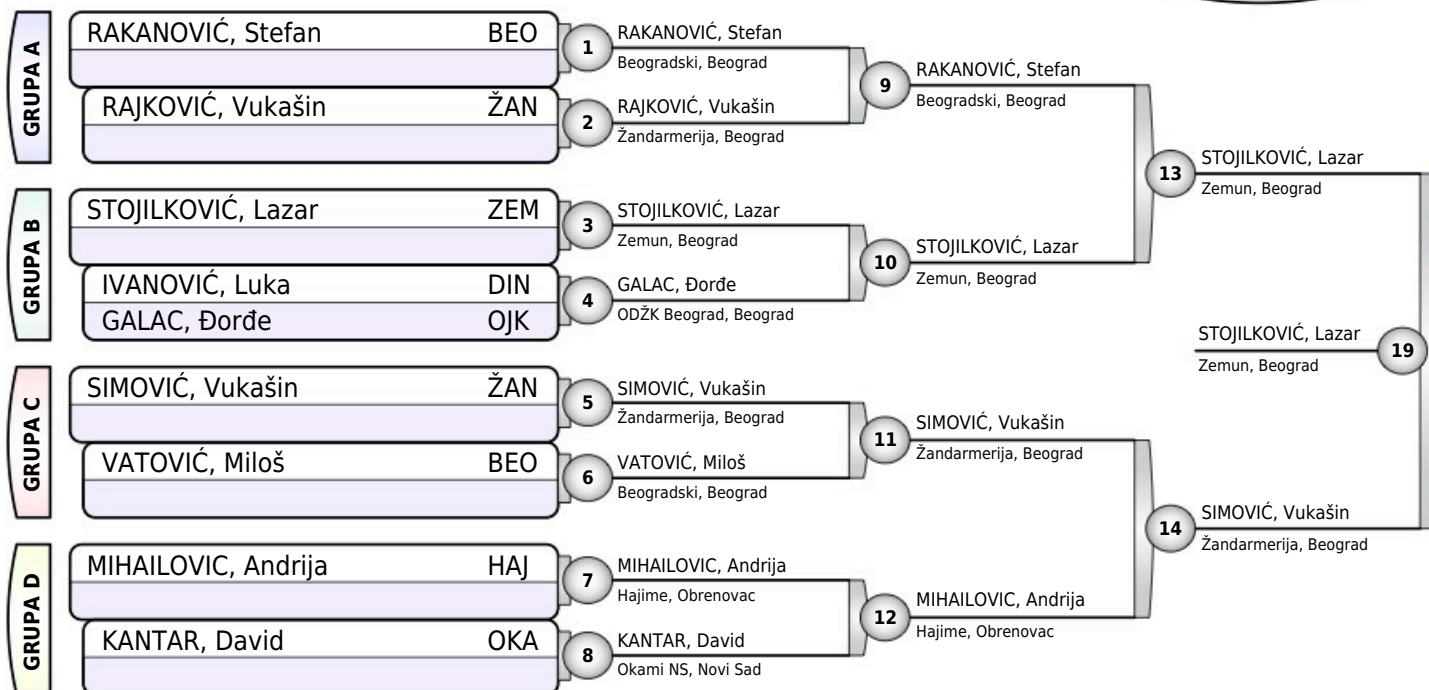 GRUPA A
RAKANOVIĆ, Stefan BEO
RAJKOVIĆ, Vukašin ŽAN
GRUPA B
STOJILKOVIĆ, Lazar ZEM
IVANOVIĆ, Luka DIN
GALAC, Đorđe OJK
GRUPA C
SIMOVIĆ, Vukašin ŽAN
VATOVIĆ, Miloš BEO
GRUPA D
MIHAILOVIC, Andrija HAJ
KANTAR, David OKA
1
RAKANOVIĆ, Stefan
Beogradski, Beograd
2
RAJKOVIĆ, Vukašin
Žandarmerija, Beograd
3
STOJILKOVIĆ, Lazar
Zemun, Beograd
4
GALAC, Đorđe
ODŽK Beograd, Beograd
5
SIMOVIĆ, Vukašin
Žandarmerija, Beograd
6
VATOVIĆ, Miloš
Beogradski, Beograd
7
MIHAILOVIC, Andrija
Hajime, Obrenovac
8
KANTAR, David
Okami NS, Novi Sad
9
RAKANOVIĆ, Stefan
Beogradski, Beograd
10
STOJILKOVIĆ, Lazar
Zemun, Beograd
11
SIMOVIĆ, Vukašin
Žandarmerija, Beograd
12
MIHAILOVIC, Andrija
Hajime, Obrenovac
13
STOJILKOVIĆ, Lazar
Zemun, Beograd
14
SIMOVIĆ, Vukašin
Žandarmerija, Beograd
STOJILKOVIĆ, Lazar
Zemun, Beograd
19